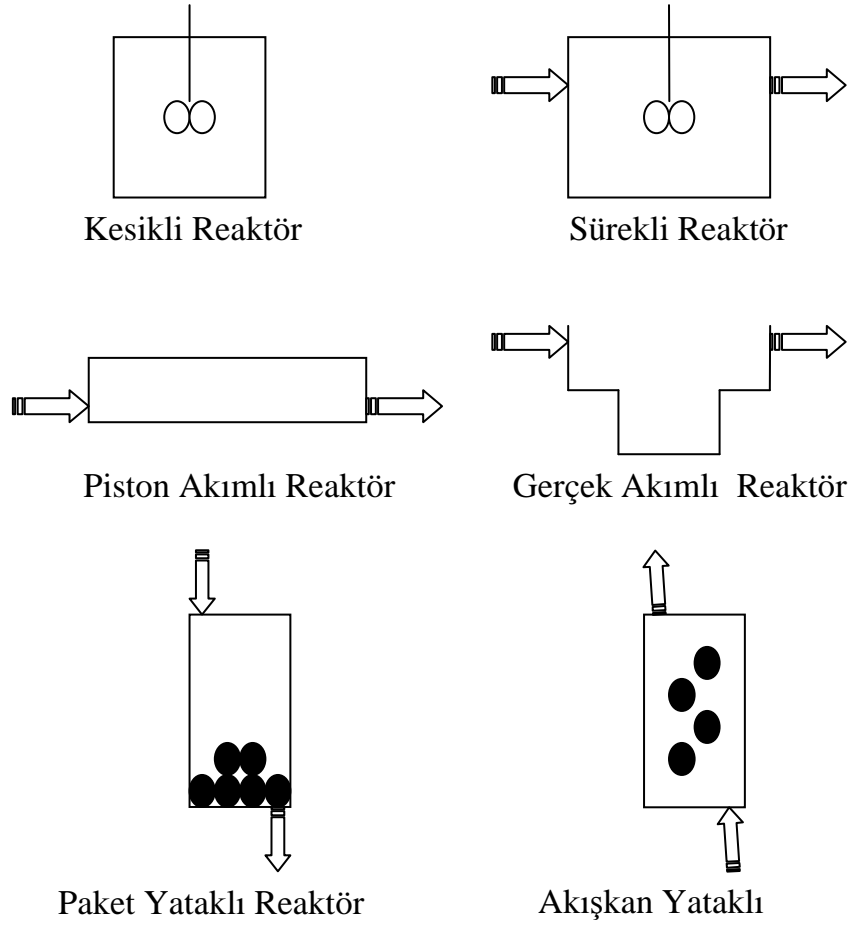 Kesikli Reaktör
Sürekli Reaktör
Piston Akımlı Reaktör
Gerçek Akımlı  Reaktör
Paket Yataklı Reaktör
Akışkan Yataklı